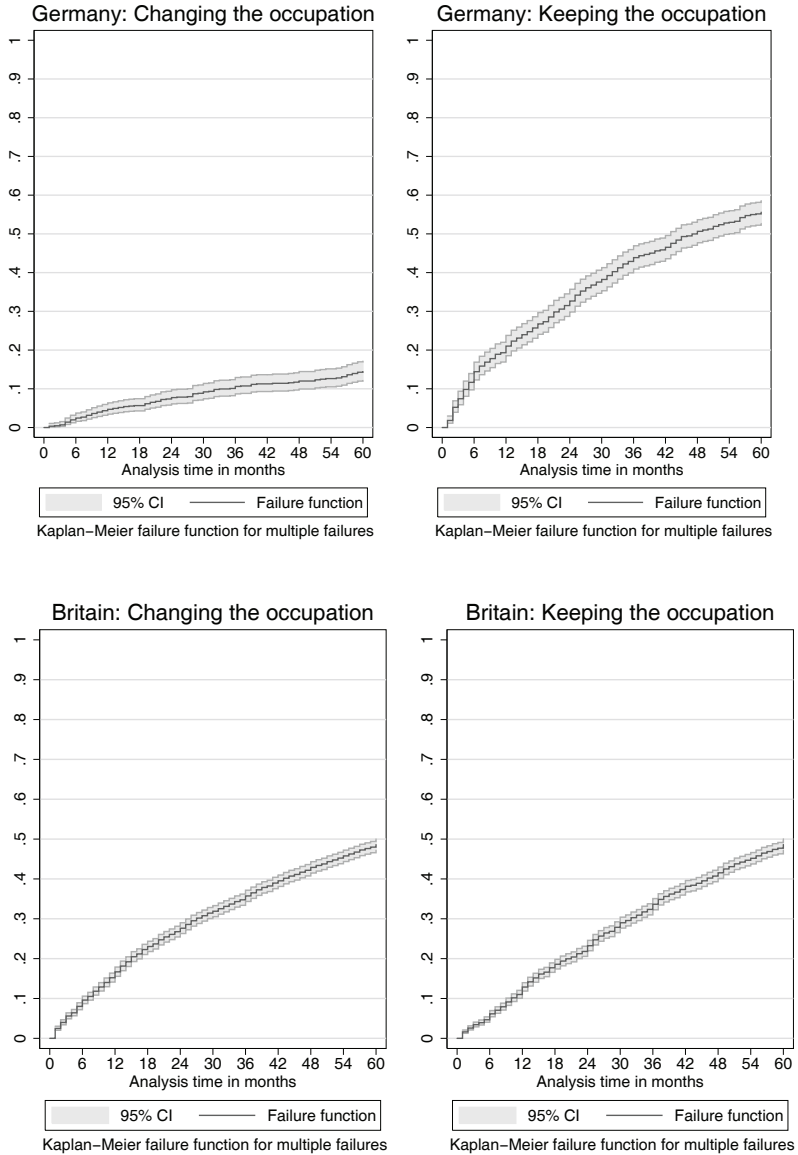 Germany: Changing the occupation
1
.9
.8
.7
.6
.5
.4
.3
.2
.1
0
0 6 12 18 24 30 36 42 48 54 60
Analysis time in months
95% CI Failure function
Kaplan−Meier failure function for multiple failures
Germany: Keeping the occupation
1
.9
.8
.7
.6
.5
.4
.3
.2
.1
0
0 6 12 18 24 30 36 42 48 54 60
Analysis time in months
95% CI Failure function
Kaplan−Meier failure function for multiple failures
Britain: Changing the occupation
1
.9
.8
.7
.6
.5
.4
.3
.2
.1
0
0 6 12 18 24 30 36 42 48 54 60
Analysis time in months
95% CI Failure function
Kaplan−Meier failure function for multiple failures
Britain: Keeping the occupation
1
.9
.8
.7
.6
.5
.4
.3
.2
.1
0
0 6 12 18 24 30 36 42 48 54 60
Analysis time in months
95% CI Failure function
Kaplan−Meier failure function for multiple failures